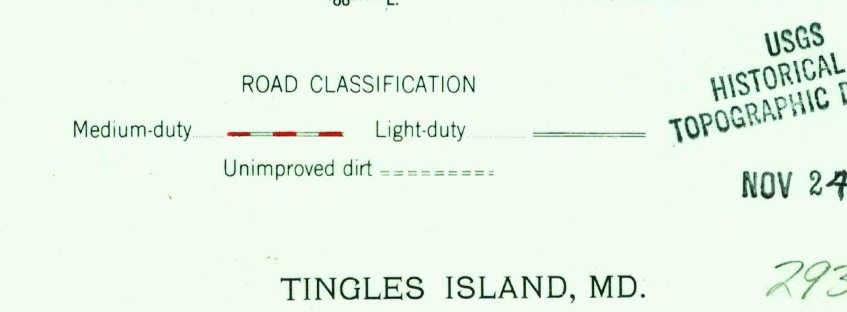 ROAD CLASSIFICATION
Medium-duty Light-duty
Unimproved dirt
USGS
HISTORICAL
TOPOGRAPHIC
NOV 24
TINGLES ISLAND, MD.
293